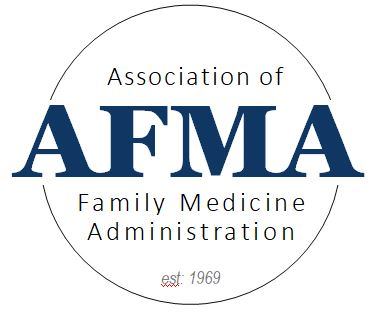 Association of
AFMA
Family Medicine
Administration
est: 1969